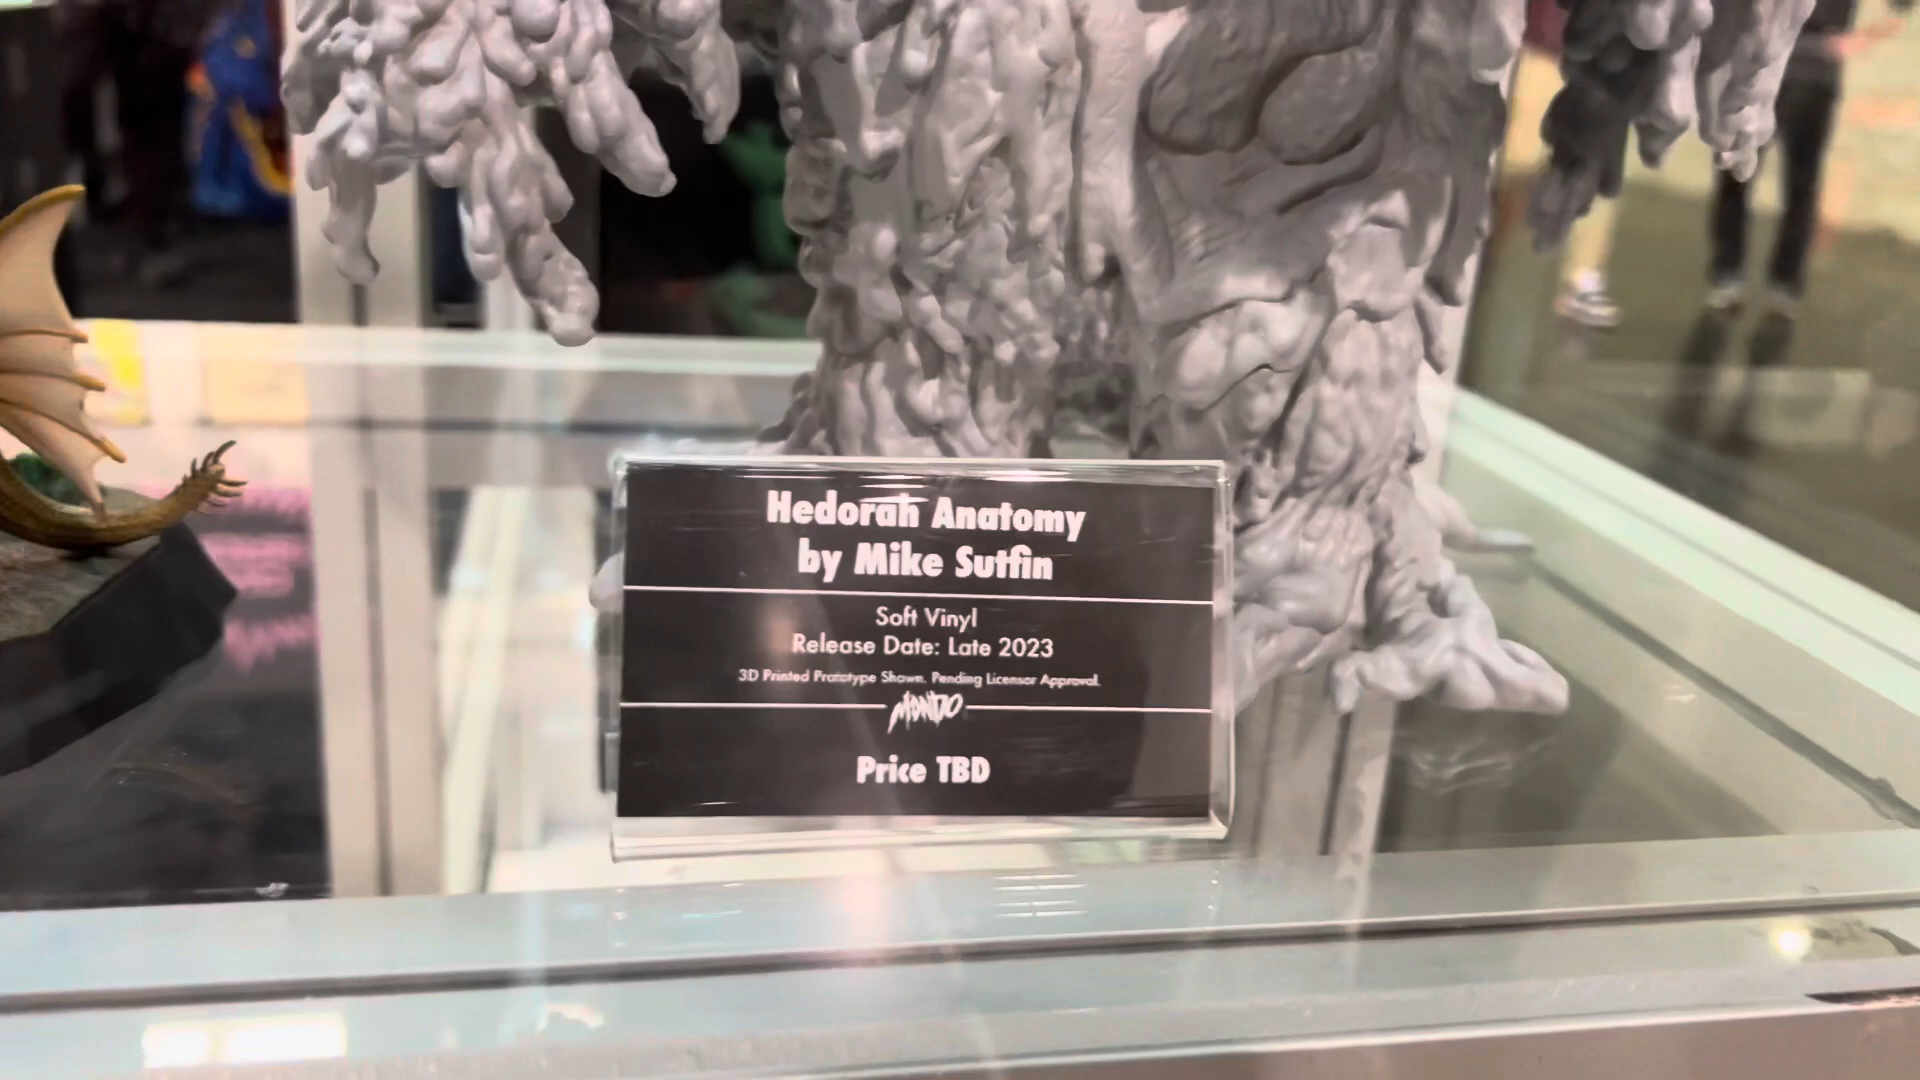 Hedorah Anatomy
by Mike Sutfin
Soft Vinyl
Release Date: Late 2023
3D Printed Prototype Shown. Pending Licensor Approval.
MONDO
Price TBD